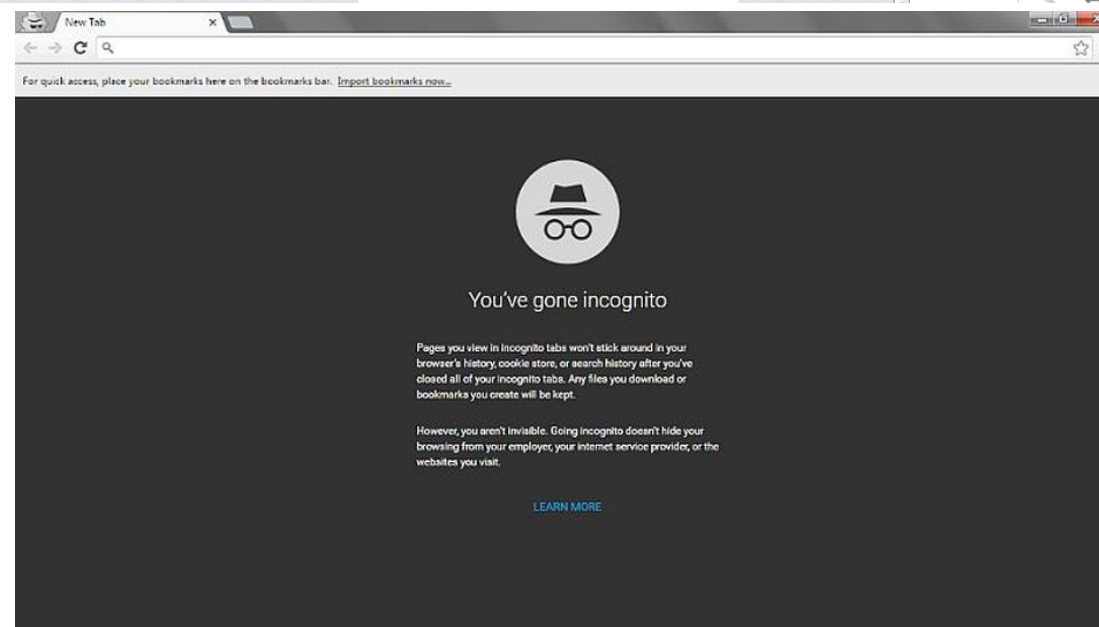 New Tab
For quick access, place your bookmarks here on the bookmarks bar. Import bookmarks now...
You've gone incognito
Pages you view in incognito tabs won't stick around in your
browser's history, cookie store, or search history after you've
closed all of your incognito tabs. Any files you download or
bookmarks you create will be kept.
However, you aren't invisible. Going incognito doesn't hide your
browsing from your employer, your internet service provider, or the
websites you visit.
LEARN MORE